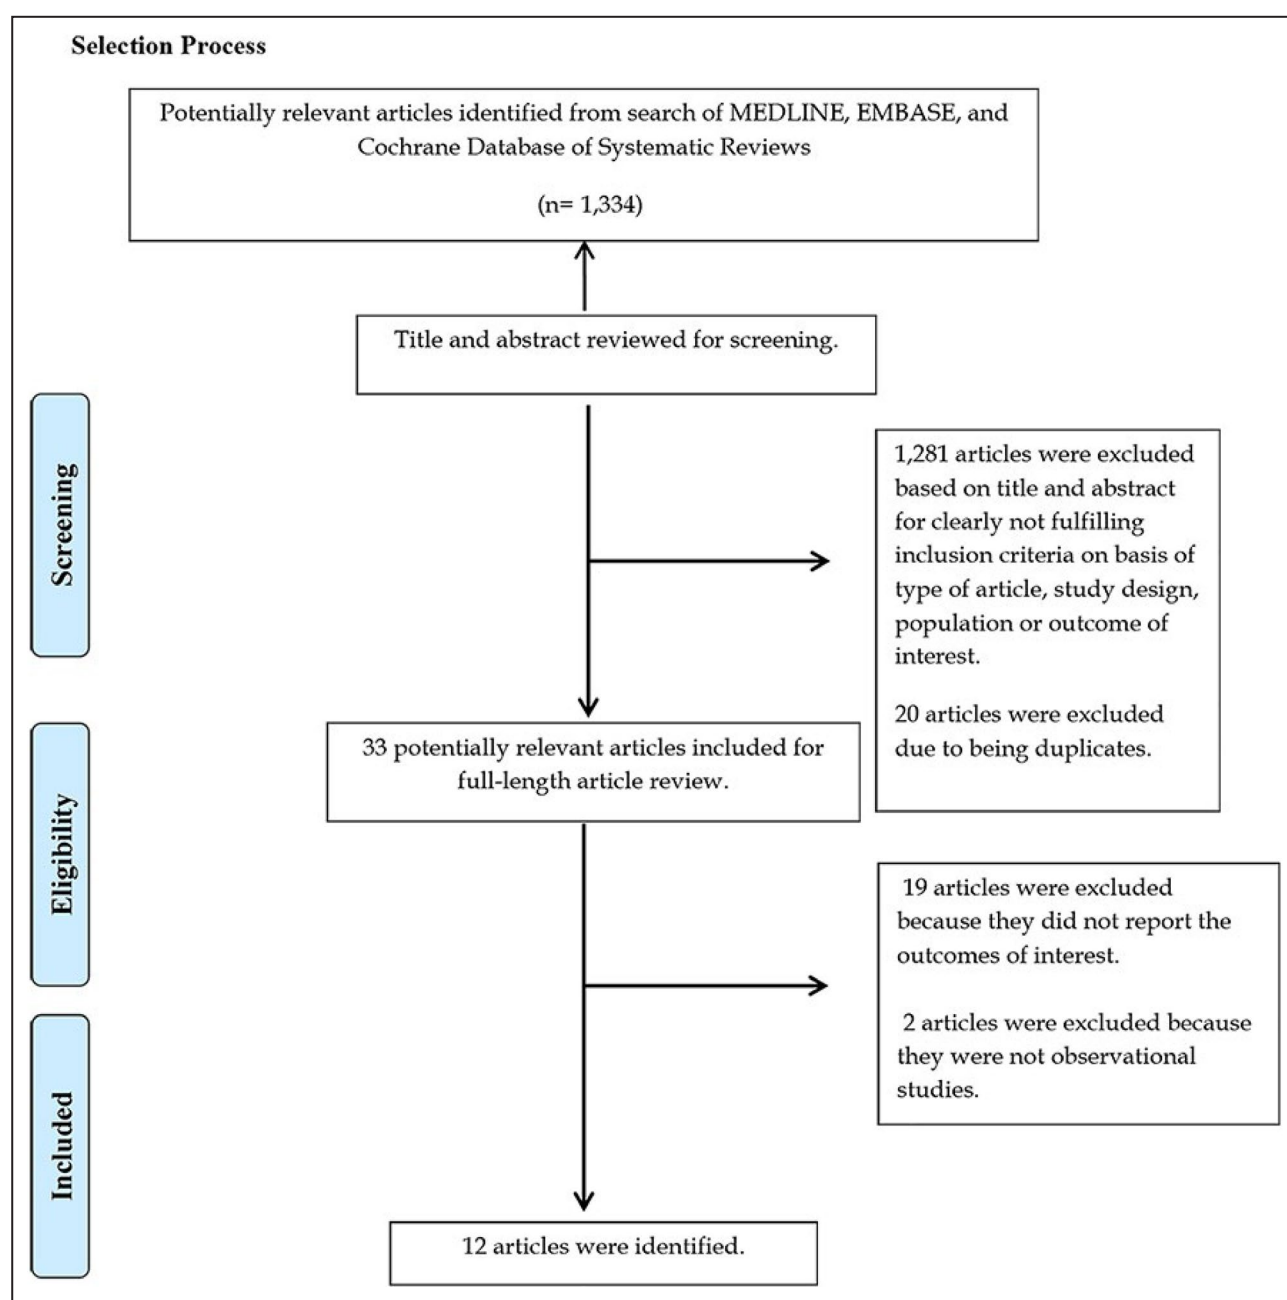 Selection Process
Potentially relevant articles identified from search of MEDLINE, EMBASE, and
Cochrane Database of Systematic Reviews
(n= 1,334)
Title and abstract reviewed for screening.
Screening
1,281 articles were excluded
based on title and abstract
for clearly not fulfilling
inclusion criteria on basis of
type of article, study design,
population or outcome of
interest.
20 articles were excluded
due to being duplicates.
33 potentially relevant articles included for
full-length article review.
Eligibility
19 articles were excluded
because they did not report the
outcomes of interest.
2 articles were excluded because
they were not observational
studies.
Included
12 articles were identified.